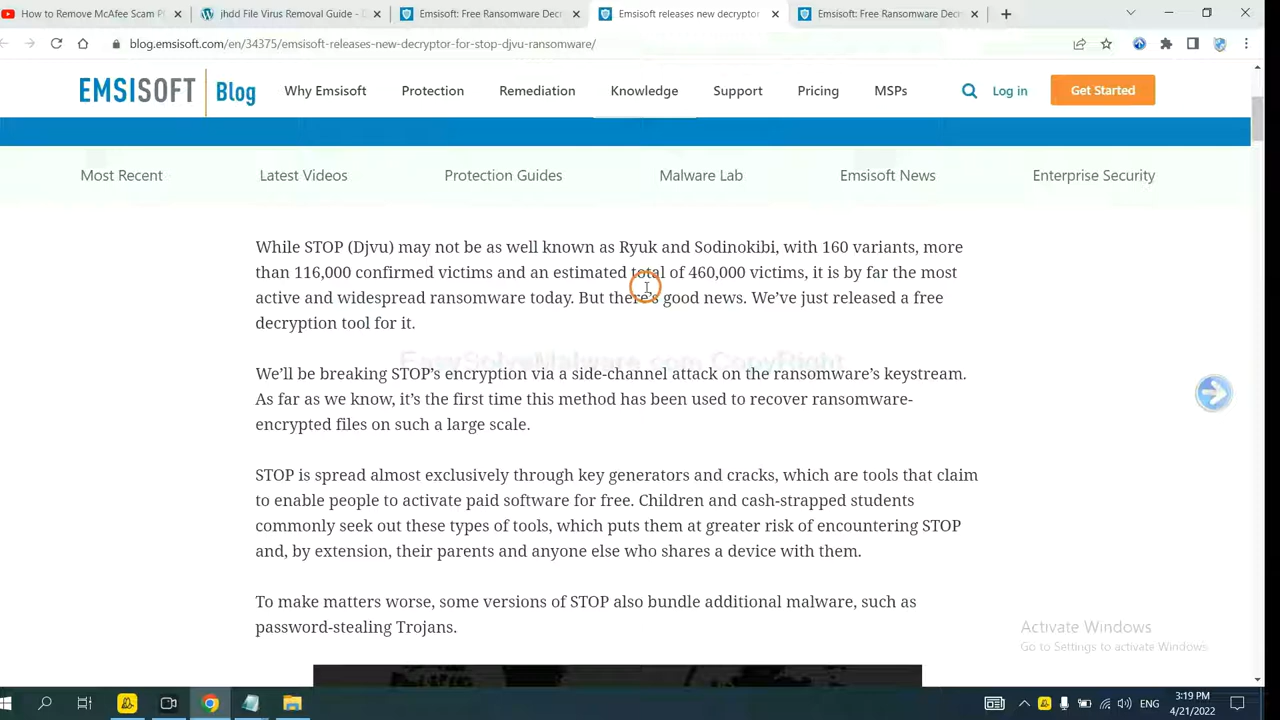 How to Remove McAfee Scam P
jhdd File Virus Removal Guide - D
Emsisoft: Free Ransomware Decr
Emsisoft releases new decryptor
Emsisoft: Free Ransomware Decr
blog.emsisoft.com/en/34375/emsisoft-releases-new-decryptor-for-stop-djvu-ransomware/
EMSISOFT Blog
Why Emsisoft
Protection
Remediation
Knowledge
Support
Pricing
MSPs
Log in
Get Started
Most Recent
Latest Videos
Protection Guides
Malware Lab
Emsisoft News
Enterprise Security
While STOP (Djvu) may not be as well known as Ryuk and Sodinokibi, with 160 variants, more
than 116,000 confirmed victims and an estimated total of 460,000 victims, it is by far the most
active and widespread ransomware today. But there’s good news. We’ve just released a free
decryption tool for it.
EasySolveMalware.com CopyRight
We’ll be breaking STOP’s encryption via a side-channel attack on the ransomware’s keystream.
As far as we know, it’s the first time this method has been used to recover ransomware-
encrypted files on such a large scale.
STOP is spread almost exclusively through key generators and cracks, which are tools that claim
to enable people to activate paid software for free. Children and cash-strapped students
commonly seek out these types of tools, which puts them at greater risk of encountering STOP
and, by extension, their parents and anyone else who shares a device with them.
To make matters worse, some versions of STOP also bundle additional malware, such as
password-stealing Trojans.
Activate Windows
Go to Settings to activate Windows.
ENG
3:19 PM
4/21/2022